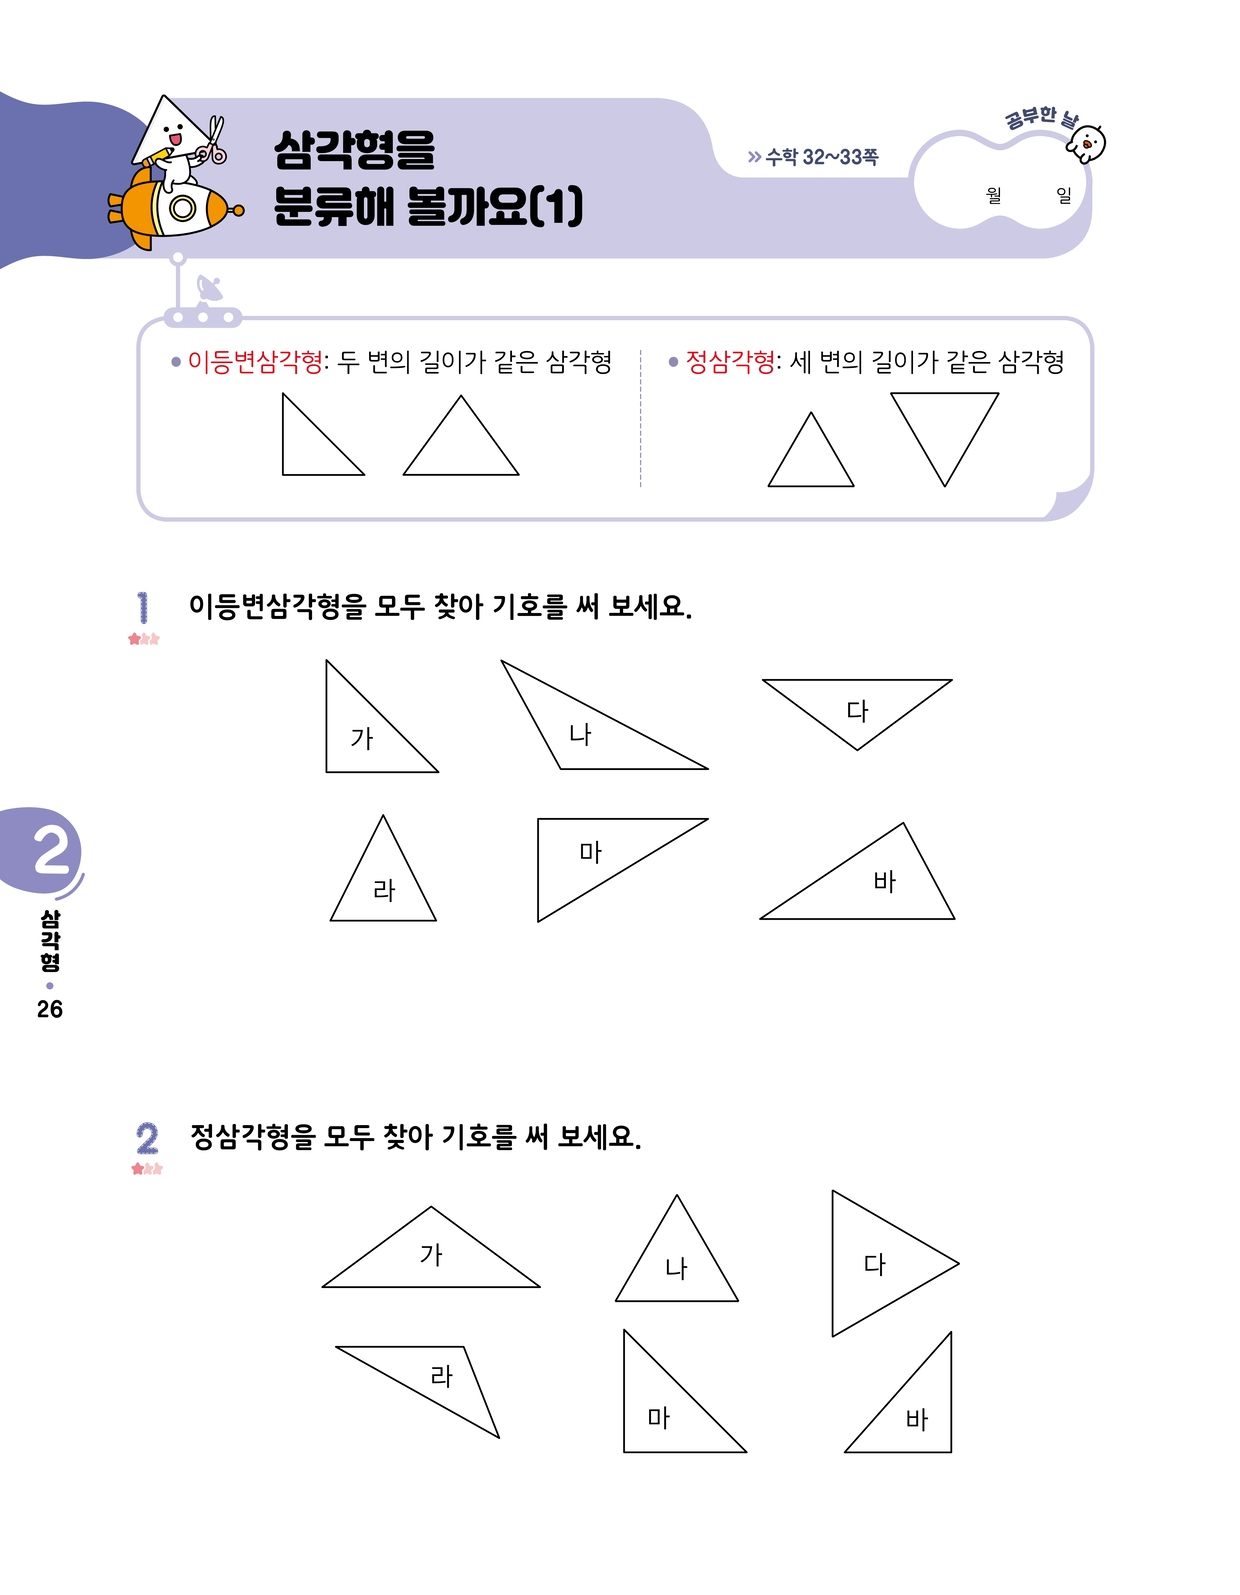 삼각형을
분류해 볼까요(1)
>> 수학 32~33쪽
공부한 날
월 일
• 이등변삼각형: 두 변의 길이가 같은 삼각형
• 정삼각형: 세 변의 길이가 같은 삼각형
1 이등변삼각형을 모두 찾아 기호를 써 보세요.
가
나
다
라
마
바
2
삼각형
•
26
2 정삼각형을 모두 찾아 기호를 써 보세요.
가
나
다
라
마
바